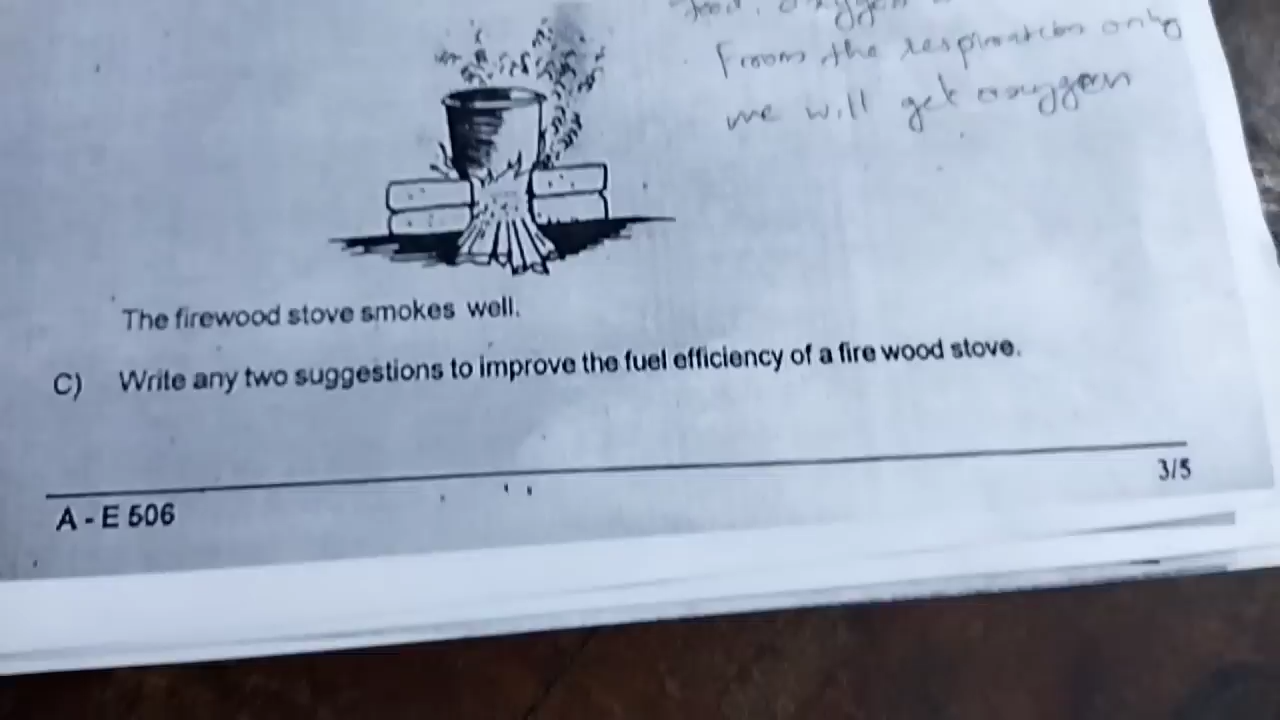 From the respiration only
we will get oxygen
The firewood stove smokes well.
C) Write any two suggestions to improve the fuel efficiency of a fire wood stove.
3/5
A - E 506